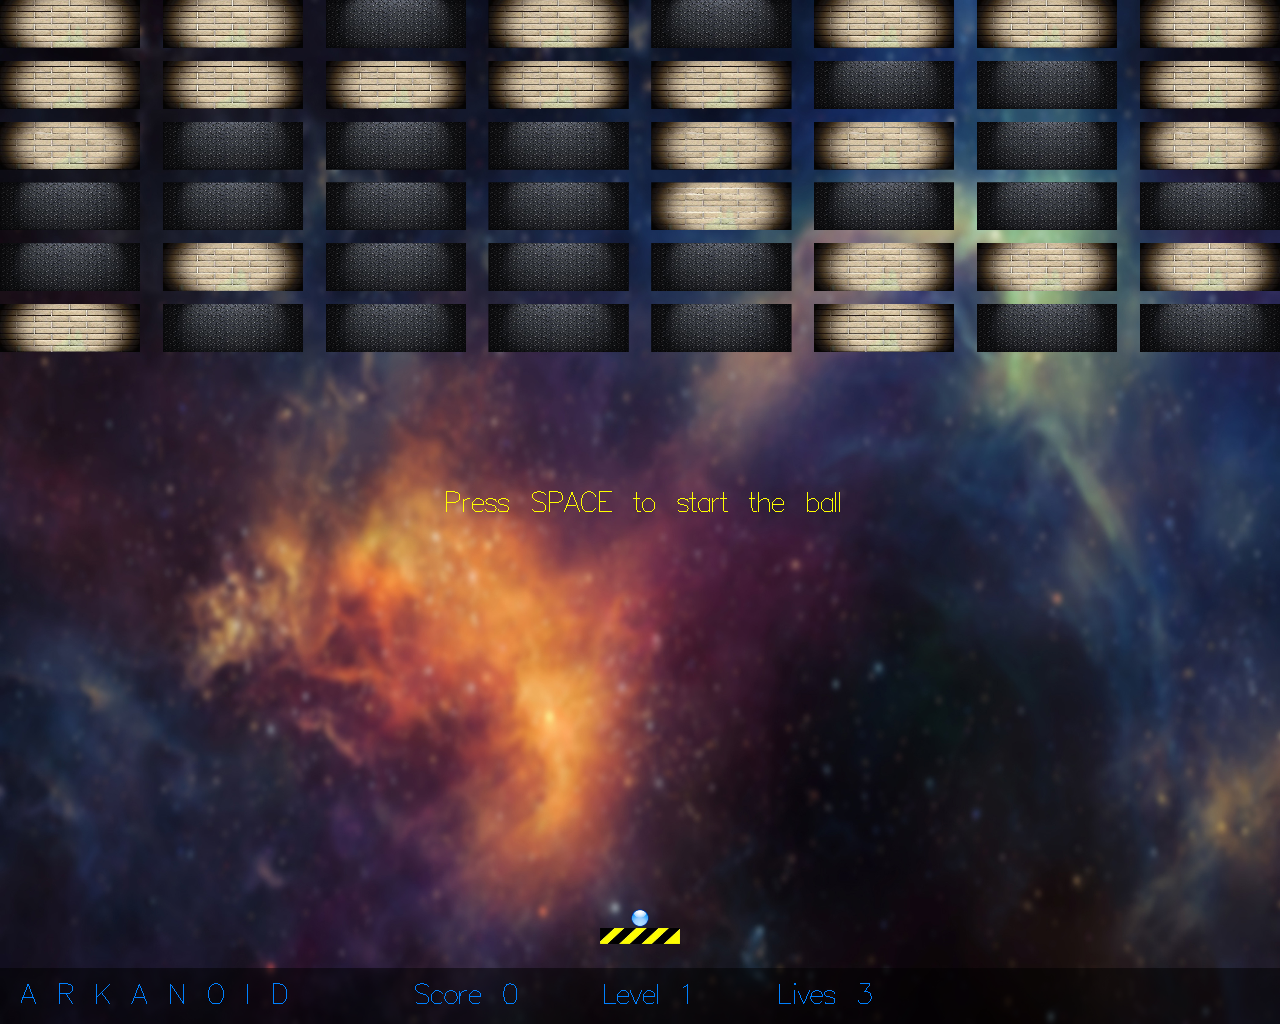 Press SPACE to start the ball
A R K A N O I D Score 0 Level 1 Lives 3